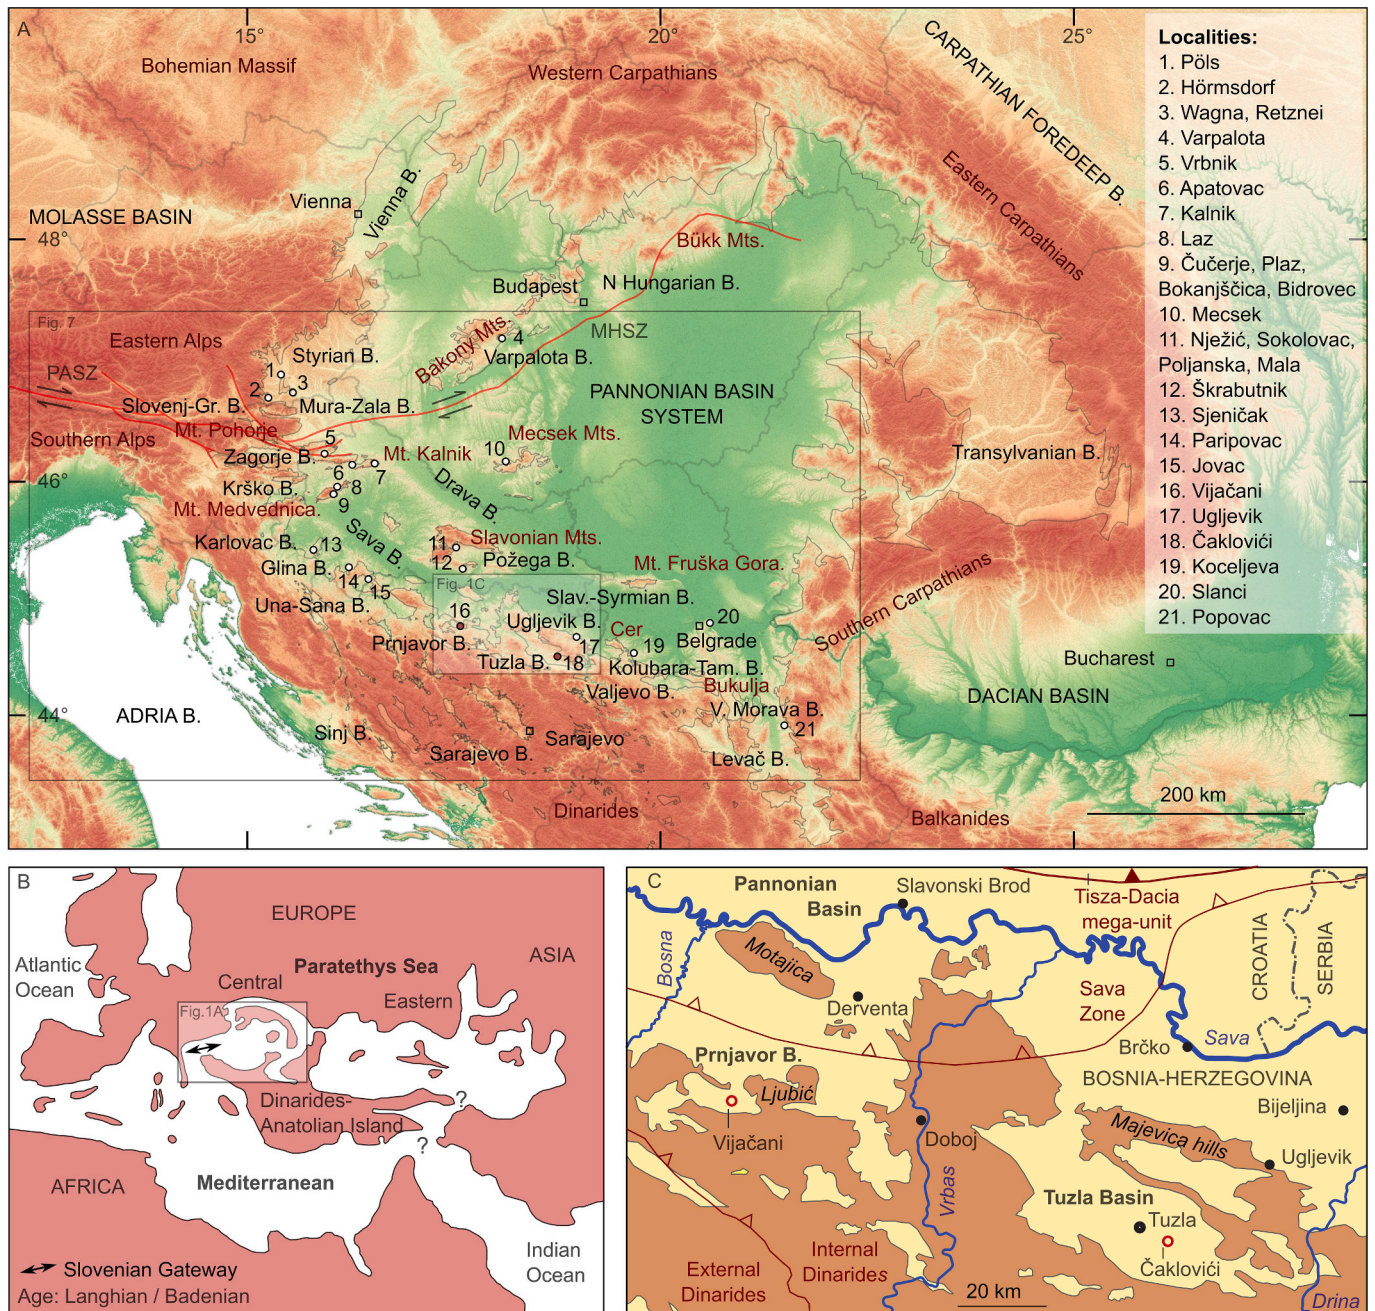 A
15°
20°
25°
Bohemian Massif
Western Carpathians
CARPATHIAN FOREDEEP B.
Eastern Carpathians
Vienna
Vienna B.
MOLASSE BASIN
48°
Bükk Mts.
Budapest
N Hungarian B.
Fig. 7
MHSZ
Eastern Alps
Styrian B.
Bakony Mts.
4
Varpalota B.
PASZ
1
2
3
PANNONIAN BASIN
SYSTEM
Slovenj-Gr. B.
Mura-Zala B.
Mt. Pohorje
Southern Alps
5
Mecsek Mts.
Zagorje B.
Mt. Kalnik
10
Transylvanian B.
6
7
46°
Krško B.
8
Drava B.
9
Mt. Medvednica.
Sava B.
Karlovac B.
13
11
Slavonian Mts.
12
Požega B.
Glina B.
Mt. Fruška Gora.
14
15
Fig. 1C
Southern Carpathians
Una-Sana B.
16
Slav.-Syrmian B.
Ugljevik B.
20
Cer
Prnjavor B.
17
Belgrade
19
Tuzla B.
18
Kolubara-Tam. B.
Bucharest
Valjevo B.
Bukulja
DACIAN BASIN
44°
ADRIA B.
V. Morava B.
21
Sinj B.
Sarajevo
Sarajevo B.
Levač B.
200 km
Dinarides
Balkanides
Localities:
1. Pöls
2. Hörmsdorf
3. Wagna, Retznei
4. Varpalota
5. Vrbnik
6. Apatovac
7. Kalnik
8. Laz
9. Čučerje, Plaz,
Bokanjščica, Bidrovec
10. Mecsek
11. Nježić, Sokolovac,
Poljanska, Mala
12. Škrabutnik
13. Sjeničak
14. Paripovac
15. Jovac
16. Vijačani
17. Ugljevik
18. Čaklovići
19. Koceljeva
20. Slanci
21. Popovac
B
EUROPE
Atlantic
Ocean
ASIA
Paratethys Sea
Central
Eastern
Fig.1A
Dinarides-
Anatolian Island
?
?
AFRICA
Mediterranean
Slovenian Gateway
Indian
Ocean
Age: Langhian / Badenian
C
Pannonian
Basin
Slavonski Brod
Tisza-Dacia
mega-unit
Bosna
Motajica
CROATIA
SERBIA
Derventa
Sava
Zone
Brčko
Sava
Prnjavor B.
Ljubić
BOSNIA-HERZEGOVINA
Bijeljina
Vijačani
Doboj
Majevica hills
Ugljevik
Vrbas
Tuzla Basin
Tuzla
Čaklovići
Internal
Dinarides
External
Dinarides
20 km
Drina